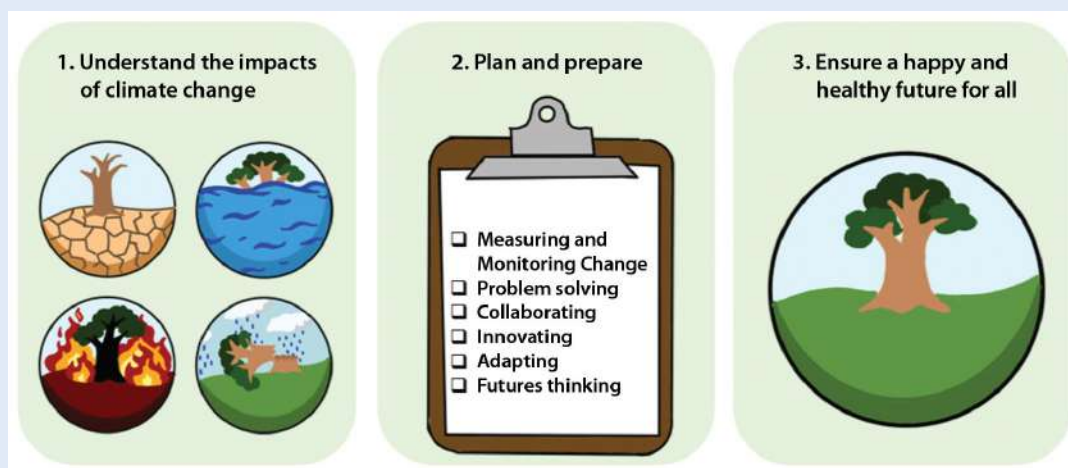 1. Understand the impacts
of climate change
2. Plan and prepare
❑ Measuring and
Monitoring Change
❑ Problem solving
❑ Collaborating
❑ Innovating
❑ Adapting
❑ Futures thinking
3. Ensure a happy and
healthy future for all